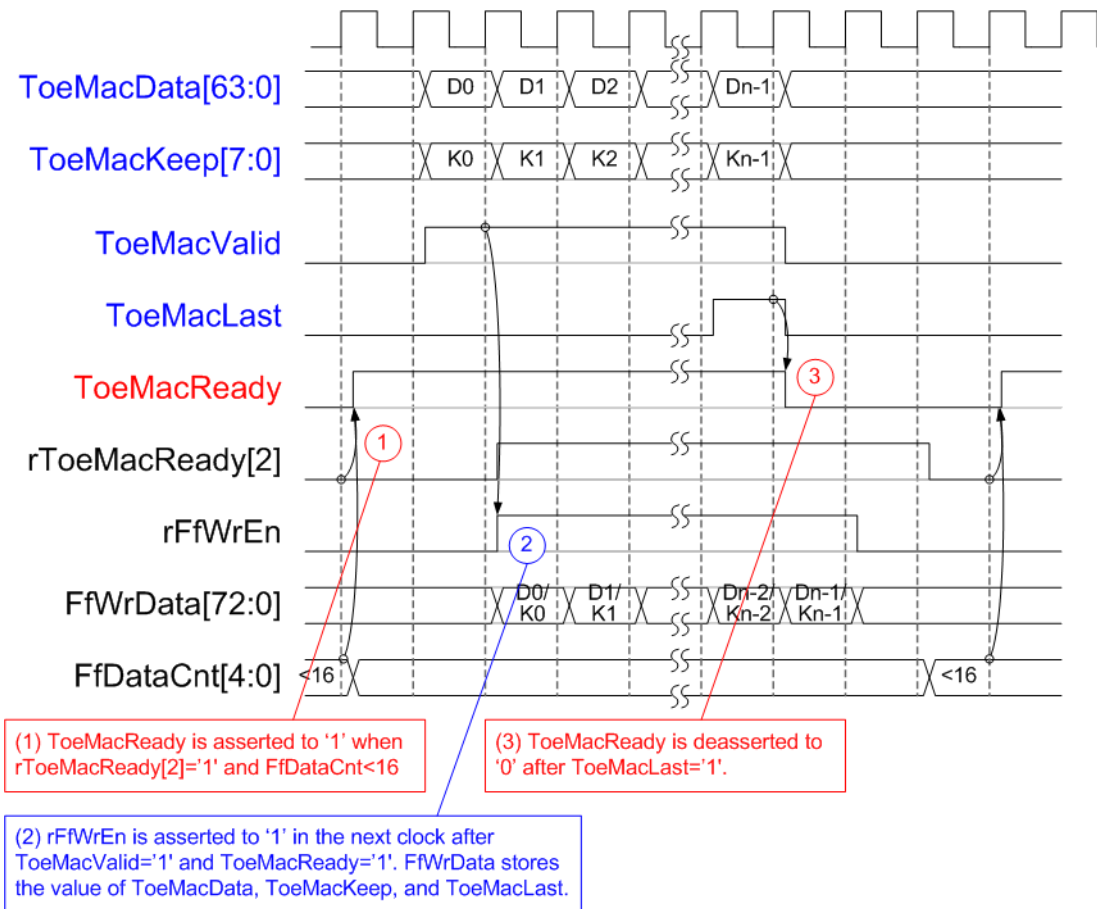 ToeMacData[63:0]
D0 D1 D2 Dn-1
ToeMacKeep[7:0]
K0 K1 K2 Kn-1
ToeMacValid
ToeMacLast
ToeMacReady
3
1
rToeMacReady[2]
rFfWrEn
2
FfWrData[72:0]
D0/ D1/ Dn-2/ Dn-1/
K0 K1 Kn-2 Kn-1
FfDataCnt[4:0]
<16 <16
(1) ToeMacReady is asserted to ‘1’ when
rToeMacReady[2]=’1’ and FfDataCnt<16
(3) ToeMacReady is deasserted to
‘0’ after ToeMacLast=’1’.
(2) rFfWrEn is asserted to ‘1’ in the next clock after
ToeMacValid=’1’ and ToeMacReady=’1’. FfWrData stores
the value of ToeMacData, ToeMacKeep, and ToeMacLast.